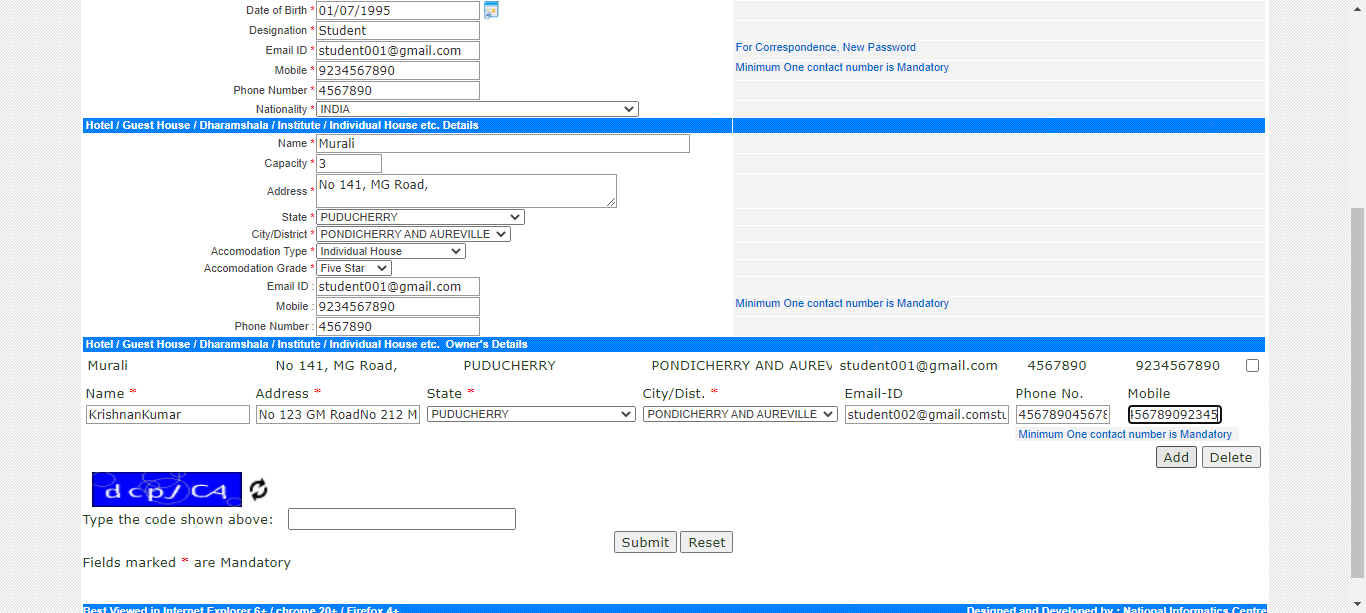 Date of Birth * 01/07/1995
Designation * Student
Email ID * student001@gmail.com For Correspondence, New Password
Mobile * 9234567890 Minimum One contact number is Mandatory
Phone Number * 4567890
Nationality * INDIA
Hotel / Guest House / Dharamshala / Institute / Individual House etc. Details
Name * Murali
Capacity * 3
Address * No 141, MG Road,
State * PUDUCHERRY
City/District * PONDICHERRY AND AUREVILLE
Accomodation Type * Individual House
Accomodation Grade * Five Star
Email ID : student001@gmail.com
Mobile : 9234567890 Minimum One contact number is Mandatory
Phone Number : 4567890
Hotel / Guest House / Dharamshala / Institute / Individual House etc. Owner's Details
Murali No 141, MG Road, PUDUCHERRY PONDICHERRY AND AUREV student001@gmail.com 4567890 9234567890
Name * Address * State * City/Dist. * Email-ID Phone No. Mobile
KrishnanKumar No 123 GM RoadNo 212 M PUDUCHERRY PONDICHERRY AND AUREVILLE student002@gmail.comstu 456789045678 456789092345
Minimum One contact number is Mandatory
Add Delete
Type the code shown above:
Submit Reset
Fields marked * are Mandatory
Best Viewed in Internet Explorer 6+ / chrome 20+ / Firefox 4+ Designed and Developed by : National Informatics Centre